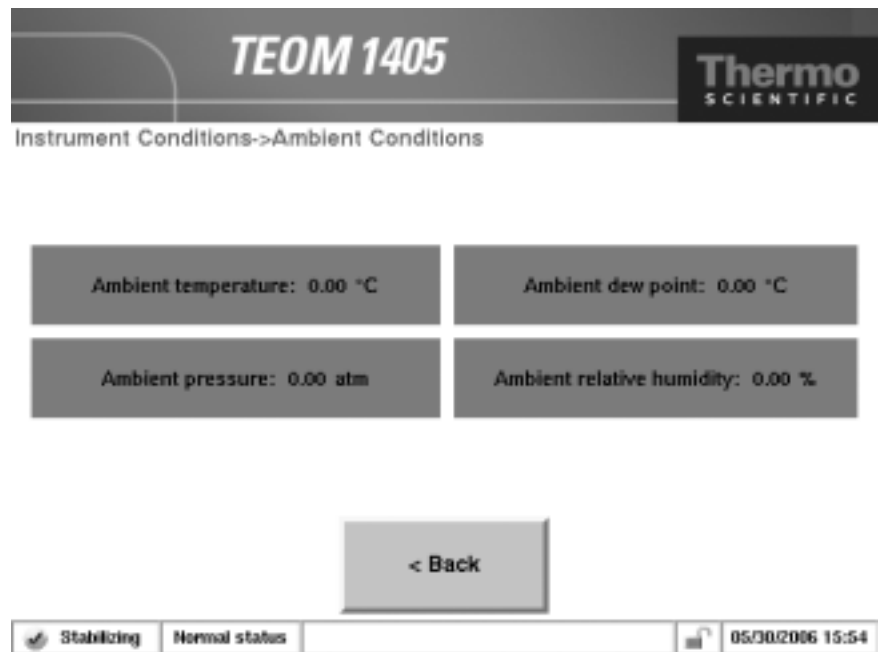 TEOM 1405
Thermo
SCIENTIFIC
Instrument Conditions->Ambient Conditions
Ambient temperature: 0.00 °C
Ambient dew point: 0.00 °C
Ambient pressure: 0.00 atm
Ambient relative humidity: 0.00 %
< Back
Stabilizing
Normal status
05/30/2006 15:54